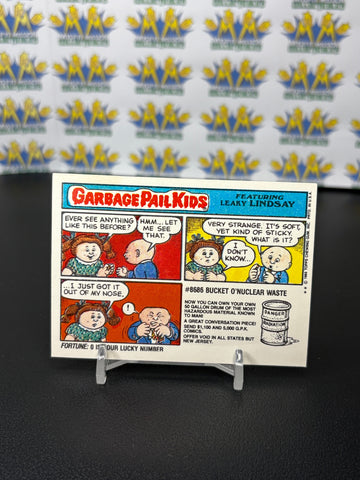 GARBAGE PAIL KIDS
FEATURING
LEAKY LINDSAY
EVER SEE ANYTHING
LIKE THIS BEFORE?
HMM... LET
ME SEE
THAT.
VERY STRANGE. IT'S SOFT,
YET KIND OF STICKY.
WHAT IS IT?
I
DON'T
KNOW...
...I JUST GOT IT
OUT OF MY NOSE.
#8686 BUCKET O'NUCLEAR WASTE
NOW YOU CAN OWN YOUR OWN
50 GALLON DRUM OF THE MOST
HAZARDOUS MATERIAL KNOWN
TO MAN!
A GREAT CONVERSATION PIECE!
SEND $1,100 AND 5,000 G.P.K.
COMICS.
OFFER VOID IN ALL STATES BUT
NEW JERSEY.
DANGER
RADIATION
FORTUNE: 0 IS YOUR LUCKY NUMBER